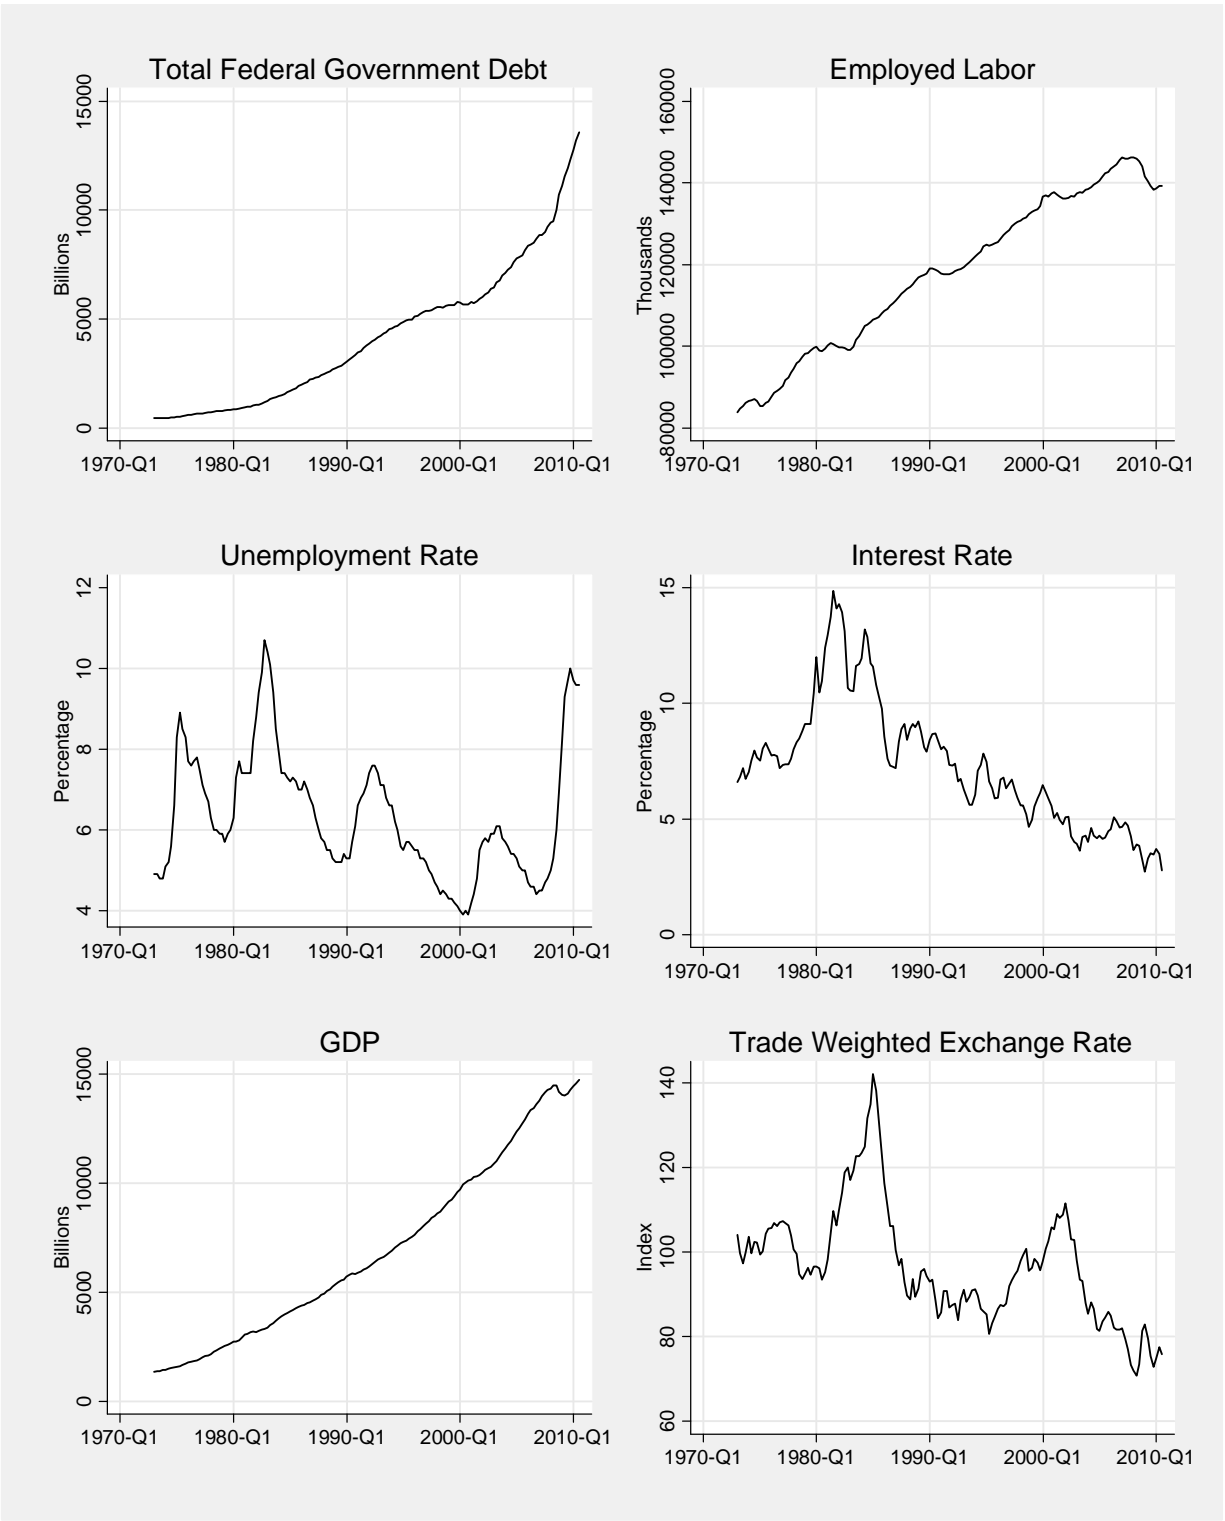 Total Federal Government Debt
Billions
15000
10000
5000
0
1970-Q1 1980-Q1 1990-Q1 2000-Q1 2010-Q1
Employed Labor
Thousands
160000
140000
120000
100000
80000
1970-Q1 1980-Q1 1990-Q1 2000-Q1 2010-Q1
Unemployment Rate
Percentage
12
10
8
6
4
1970-Q1 1980-Q1 1990-Q1 2000-Q1 2010-Q1
Interest Rate
Percentage
15
10
5
0
1970-Q1 1980-Q1 1990-Q1 2000-Q1 2010-Q1
GDP
Billions
15000
10000
5000
0
1970-Q1 1980-Q1 1990-Q1 2000-Q1 2010-Q1
Trade Weighted Exchange Rate
Index
140
120
100
80
60
1970-Q1 1980-Q1 1990-Q1 2000-Q1 2010-Q1